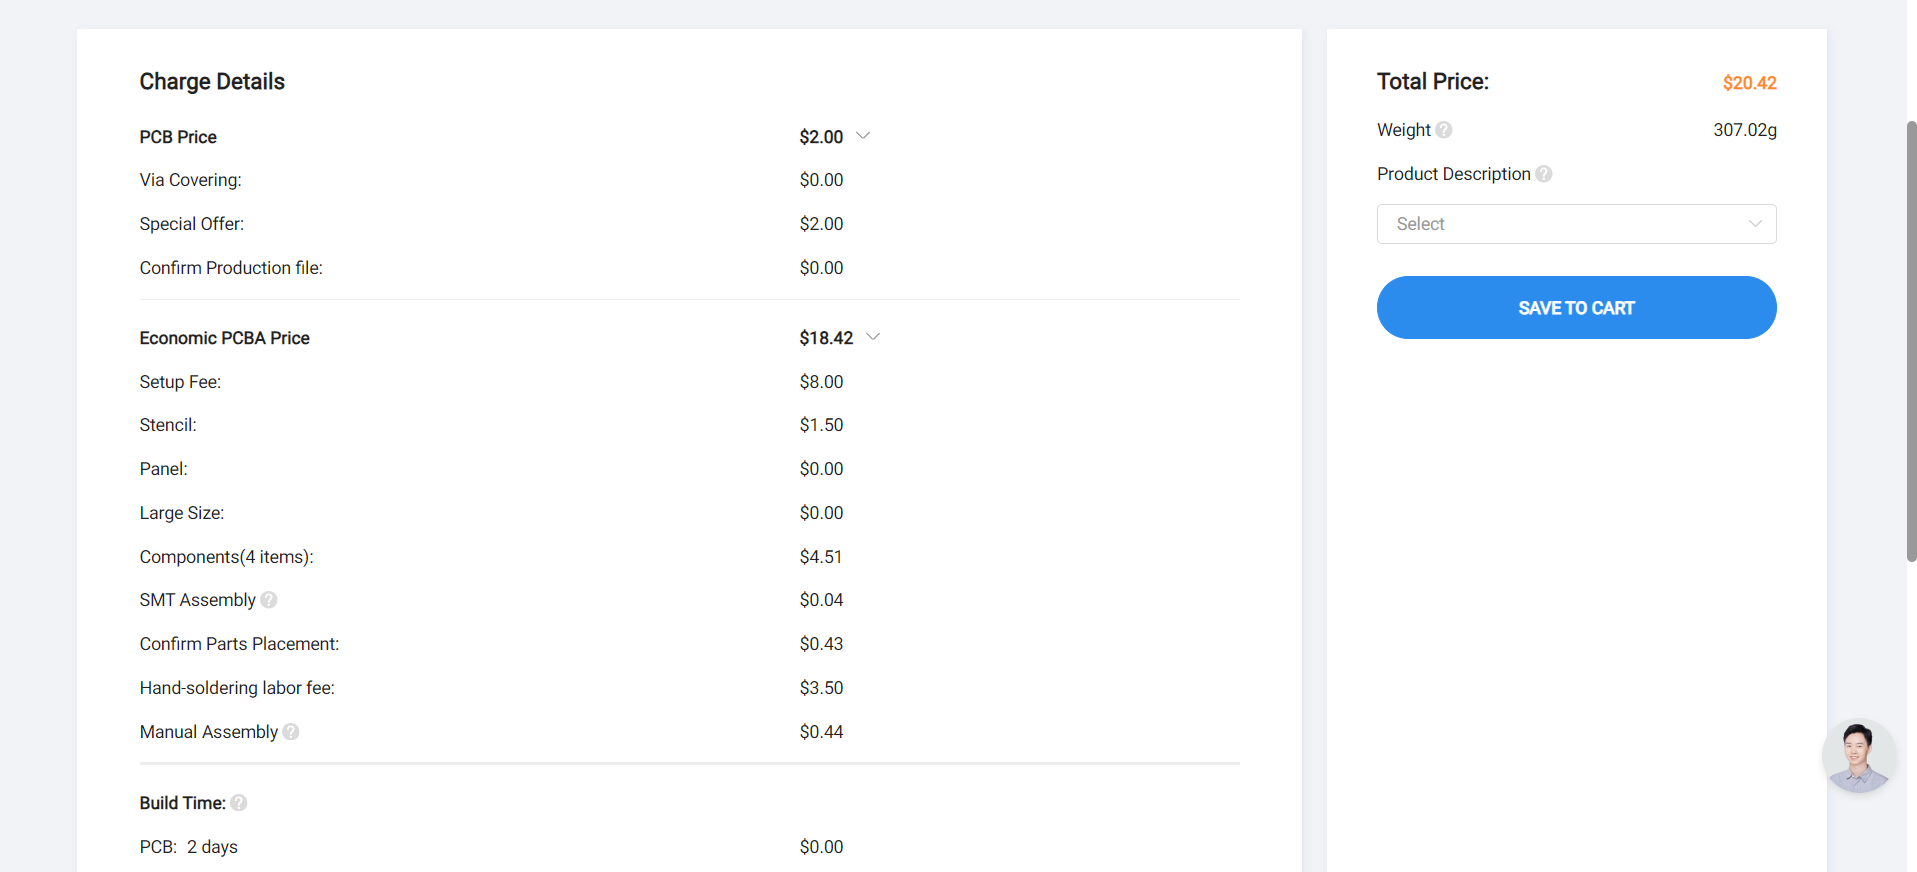 Charge Details
PCB Price $2.00
Via Covering: $0.00
Special Offer: $2.00
Confirm Production file: $0.00
Economic PCBA Price $18.42
Setup Fee: $8.00
Stencil: $1.50
Panel: $0.00
Large Size: $0.00
Components(4 items): $4.51
SMT Assembly ? $0.04
Confirm Parts Placement: $0.43
Hand-soldering labor fee: $3.50
Manual Assembly ? $0.44
Build Time: ?
PCB: 2 days $0.00
Total Price: $20.42
Weight ? 307.02g
Product Description ?
Select
SAVE TO CART